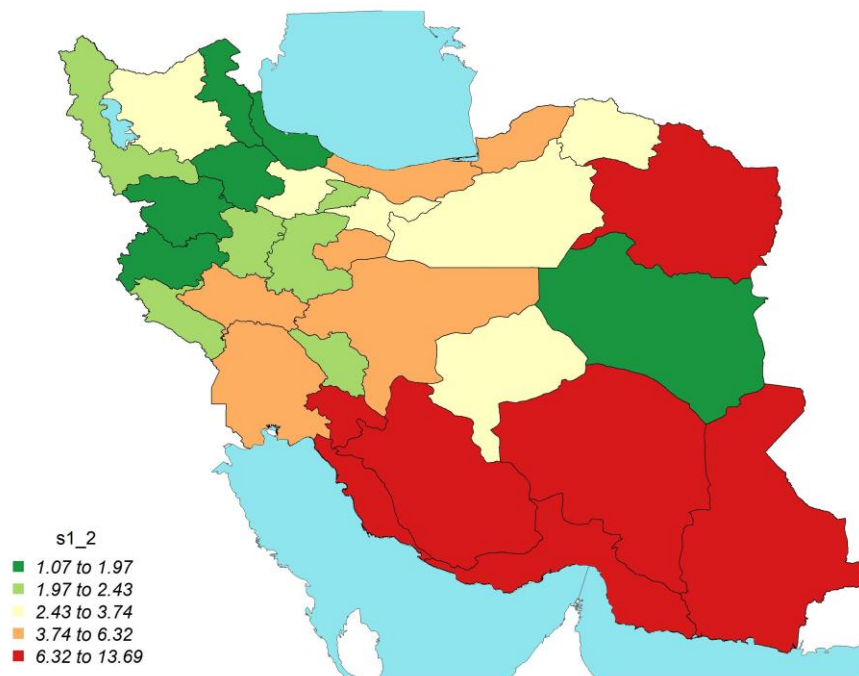 s1_2
1.07 to 1.97
1.97 to 2.43
2.43 to 3.74
3.74 to 6.32
6.32 to 13.69